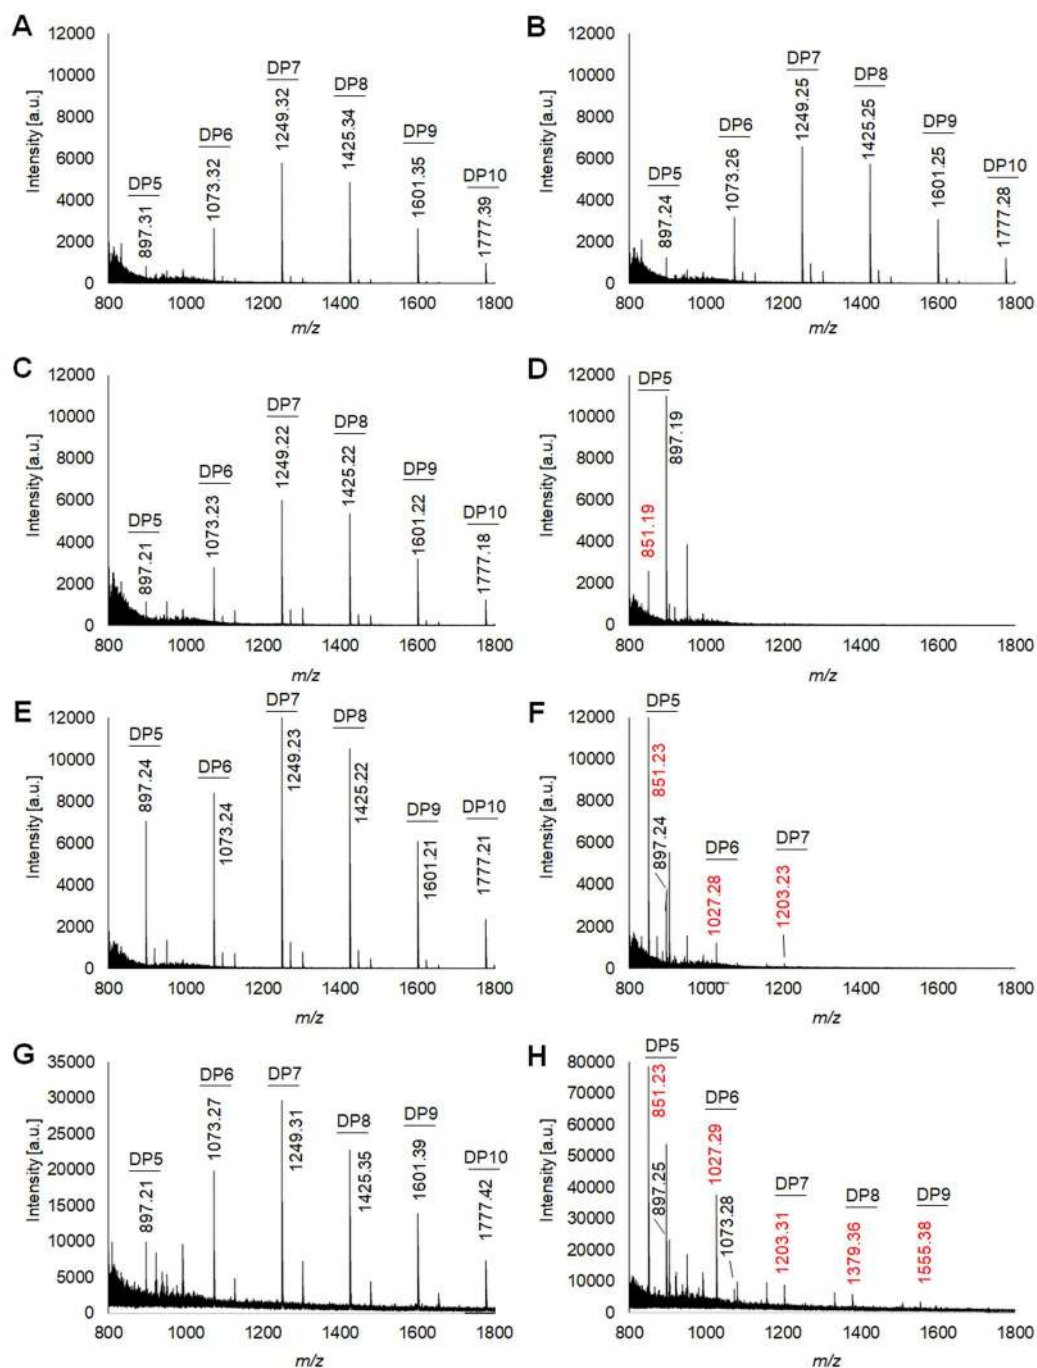 A
Intensity [a.u.]
12000
10000
8000
6000
4000
2000
0
DP5
897.31
DP6
1073.32
DP7
1249.32
DP8
1425.34
DP9
1601.35
DP10
1777.39
800 1000 1200 1400 1600 1800
m/z
B
Intensity [a.u.]
12000
10000
8000
6000
4000
2000
0
DP5
897.24
DP6
1073.26
DP7
1249.25
DP8
1425.25
DP9
1601.25
DP10
1777.28
800 1000 1200 1400 1600 1800
m/z
C
Intensity [a.u.]
12000
10000
8000
6000
4000
2000
0
DP5
897.21
DP6
1073.23
DP7
1249.22
DP8
1425.22
DP9
1601.22
DP10
1777.18
800 1000 1200 1400 1600 1800
m/z
D
Intensity [a.u.]
12000
10000
8000
6000
4000
2000
0
DP5
851.19
897.19
800 1000 1200 1400 1600 1800
m/z
E
Intensity [a.u.]
12000
10000
8000
6000
4000
2000
0
DP5
897.24
DP6
1073.24
DP7
1249.23
DP8
1425.22
DP9
1601.21
DP10
1777.21
800 1000 1200 1400 1600 1800
m/z
F
Intensity [a.u.]
12000
10000
8000
6000
4000
2000
0
DP5
851.23
897.24
DP6
1027.28
DP7
1203.23
800 1000 1200 1400 1600 1800
m/z
G
Intensity [a.u.]
35000
30000
25000
20000
15000
10000
5000
0
DP5
897.21
DP6
1073.27
DP7
1249.31
DP8
1425.35
DP9
1601.39
DP10
1777.42
800 1000 1200 1400 1600 1800
m/z
H
Intensity [a.u.]
80000
70000
60000
50000
40000
30000
20000
10000
0
DP5
851.23
897.25
DP6
1027.29
1073.28
DP7
1203.31
DP8
1379.36
DP9
1555.38
800 1000 1200 1400 1600 1800
m/z